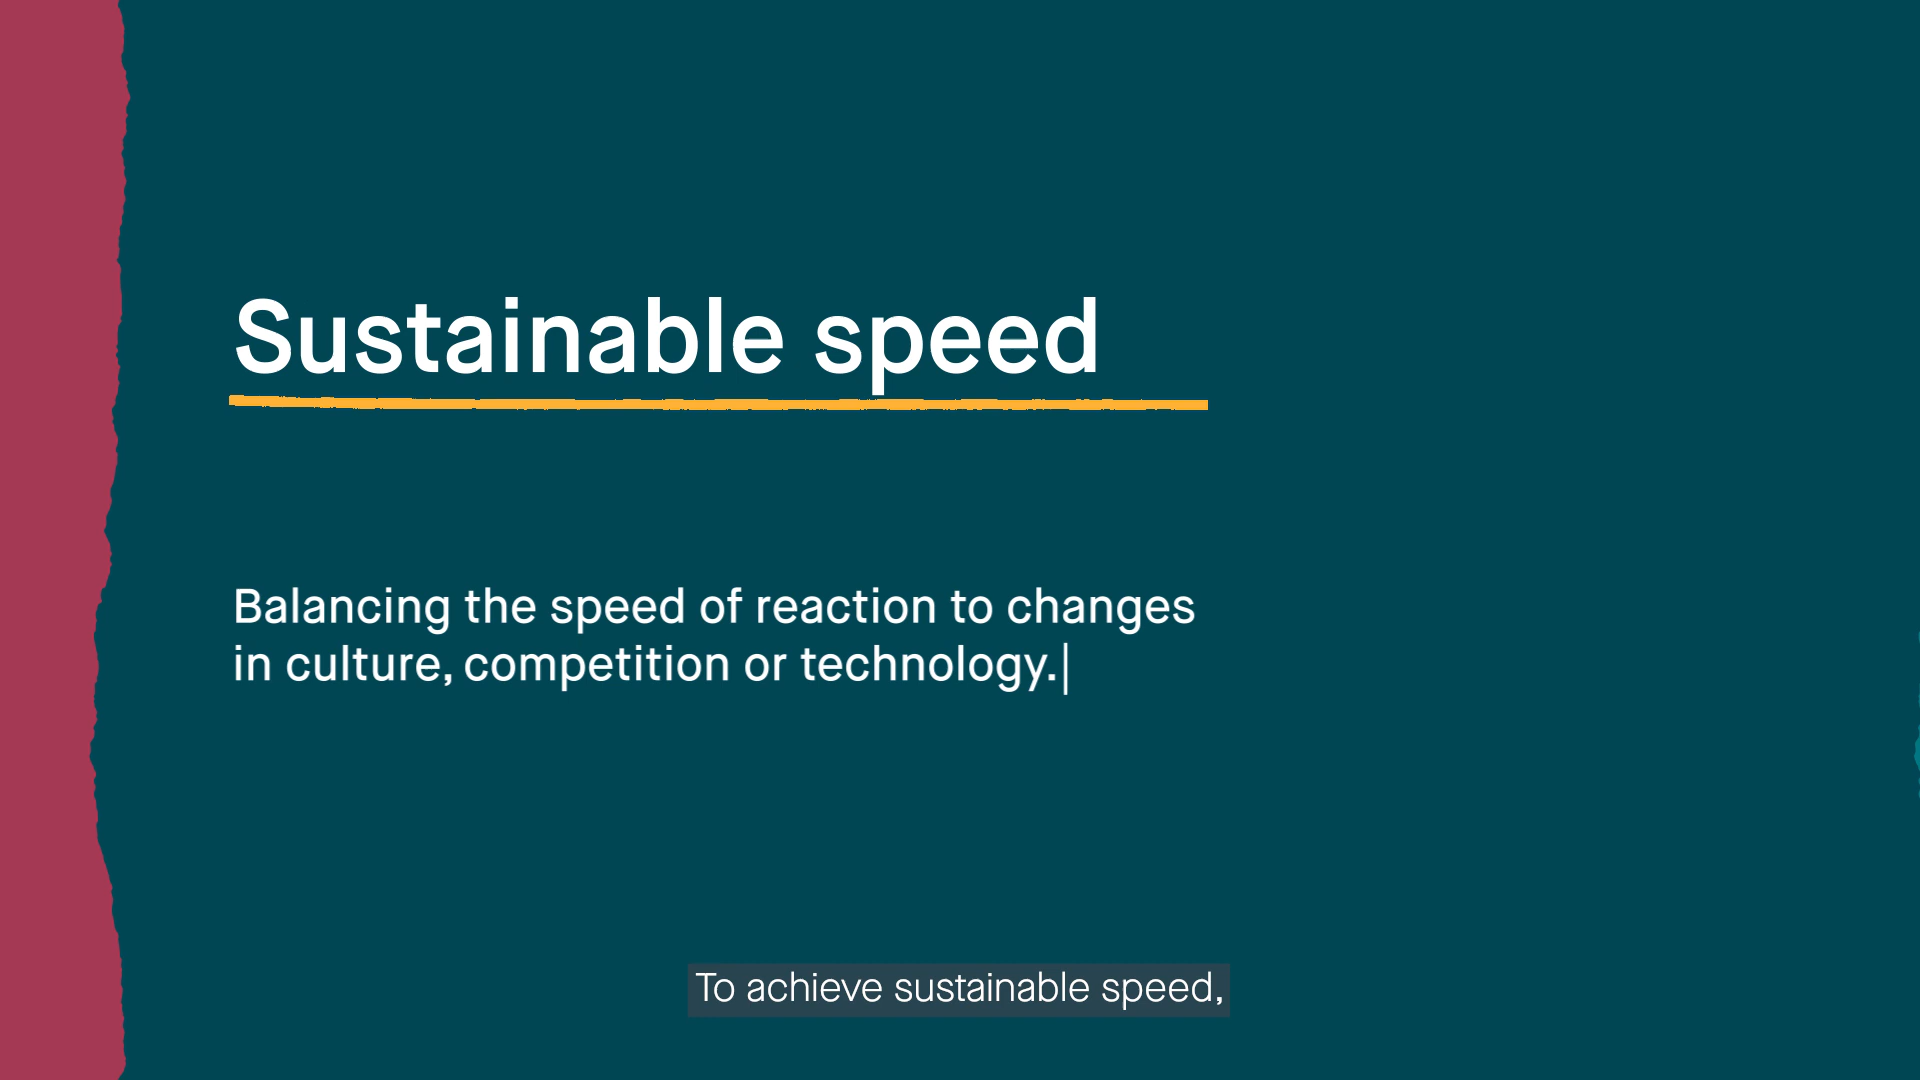 Sustainable speed
Balancing the speed of reaction to changes
in culture, competition or technology.
To achieve sustainable speed,